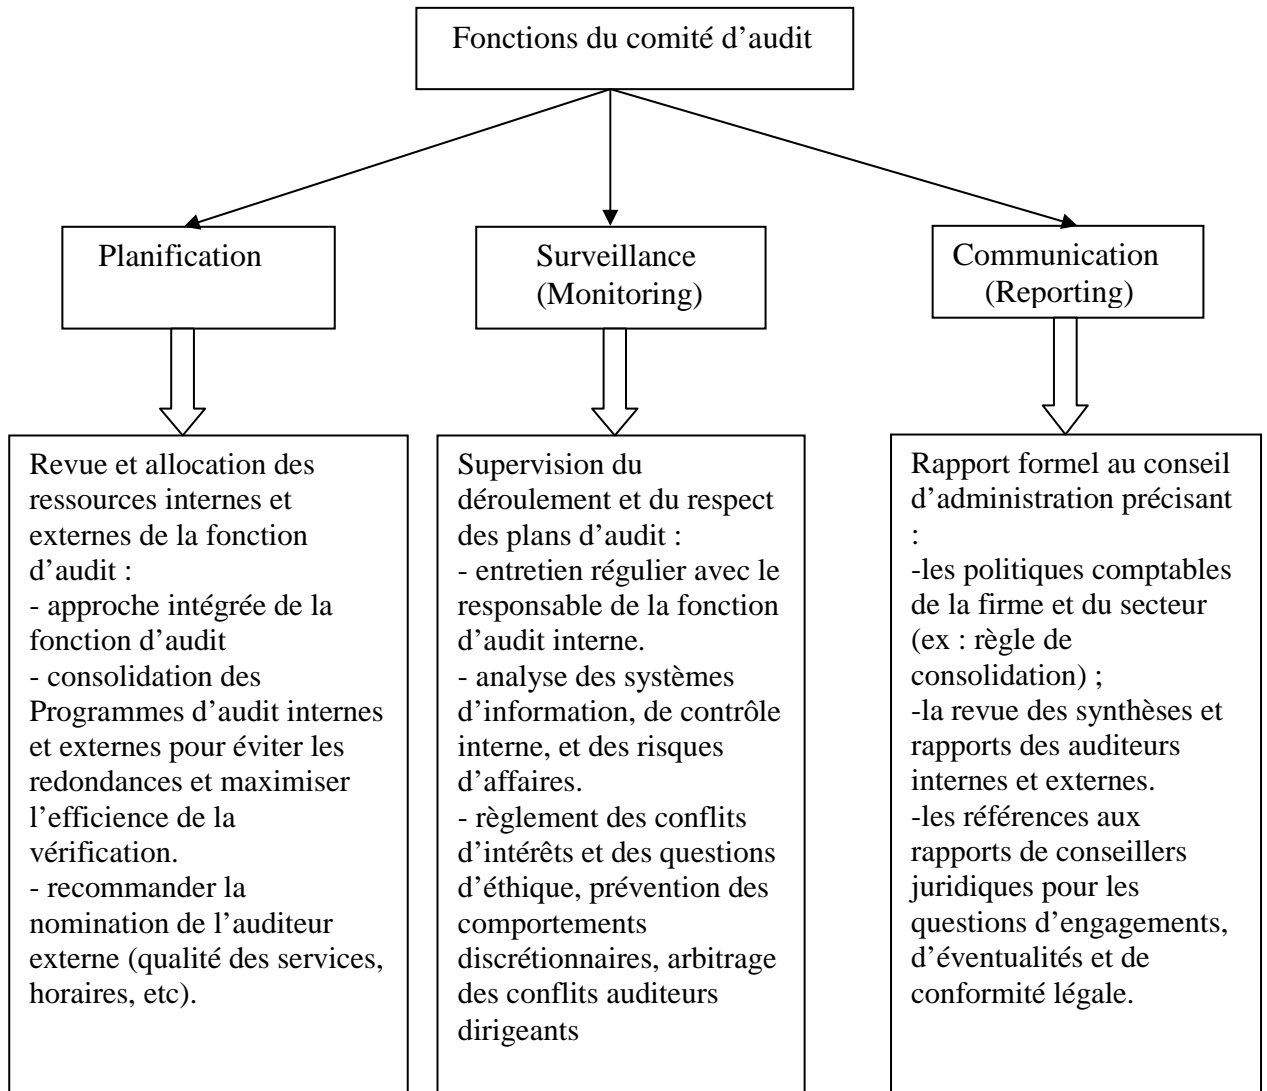 Fonctions du comité d’audit
Planification
Surveillance
(Monitoring)
Communication
(Reporting)
Revue et allocation des
ressources internes et
externes de la fonction
d’audit :
- approche intégrée de la
fonction d’audit
- consolidation des
Programmes d’audit internes
et externes pour éviter les
redondances et maximiser
l’efficience de la
vérification.
- recommander la
nomination de l’auditeur
externe (qualité des services,
horaires, etc).
Supervision du
déroulement et du respect
des plans d’audit :
- entretien régulier avec le
responsable de la fonction
d’audit interne.
- analyse des systèmes
d’information, de contrôle
interne, et des risques
d’affaires.
- règlement des conflits
d’intérêts et des questions
d’éthique, prévention des
comportements
discrétionnaires, arbitrage
des conflits auditeurs
dirigeants
Rapport formel au conseil
d’administration précisant
:
-les politiques comptables
de la firme et du secteur
(ex : règle de
consolidation) ;
-la revue des synthèses et
rapports des auditeurs
internes et externes.
-les références aux
rapports de conseillers
juridiques pour les
questions d’engagements,
d’éventualités et de
conformité légale.